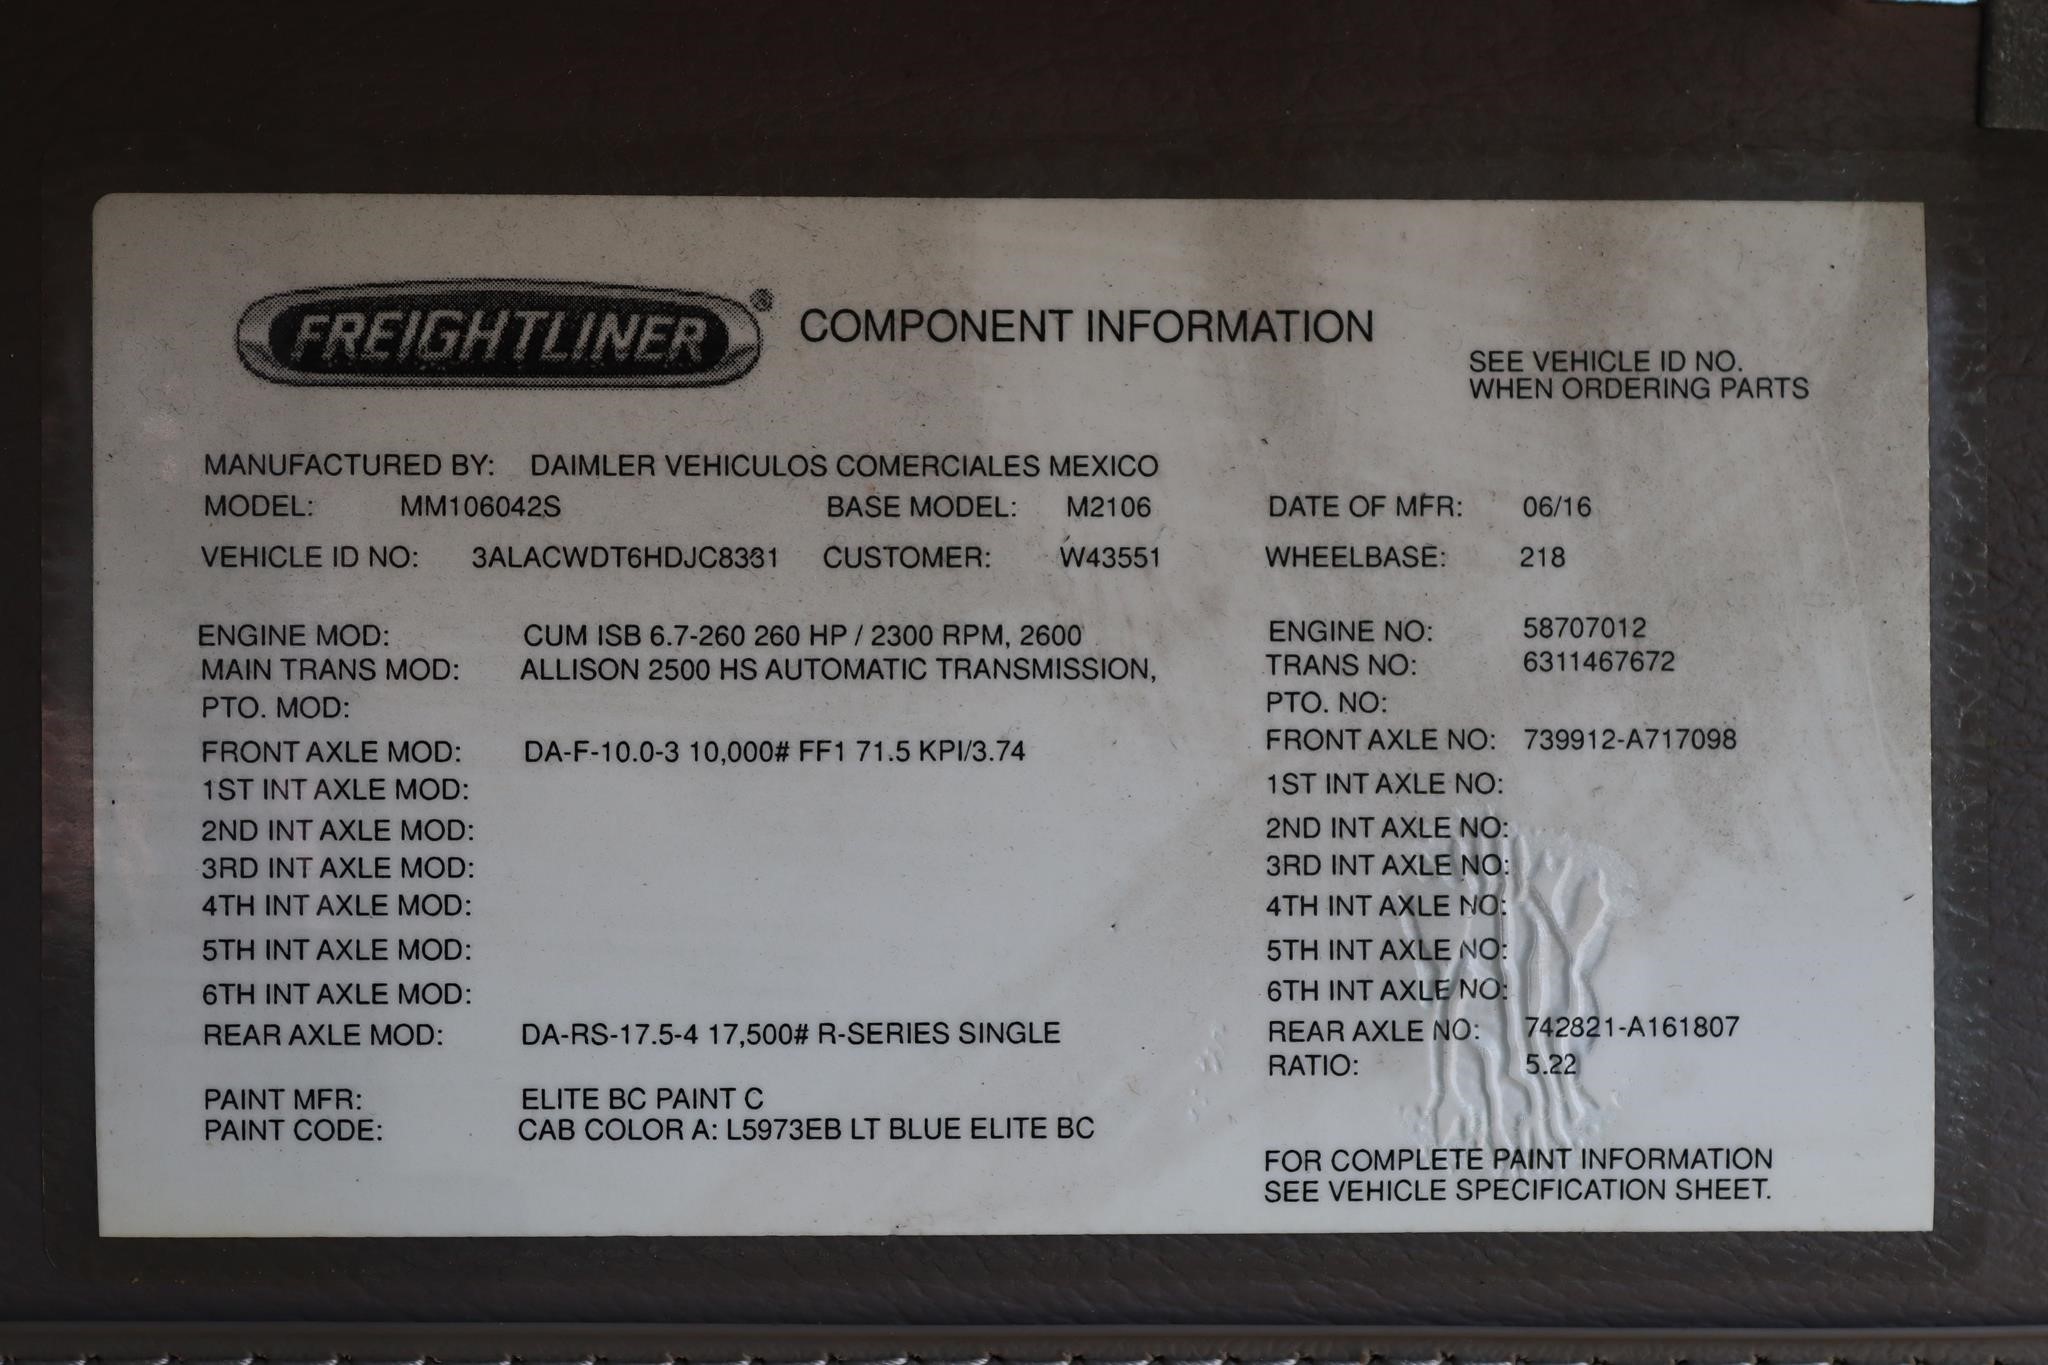 FREIGHTLINER® COMPONENT INFORMATION
SEE VEHICLE ID NO.
WHEN ORDERING PARTS
MANUFACTURED BY: DAIMLER VEHICULOS COMERCIALES MEXICO
MODEL: MM106042S BASE MODEL: M2106 DATE OF MFR: 06/16
VEHICLE ID NO: CUSTOMER: W43551 WHEELBASE: 218
ENGINE MOD: CUM ISB 6.7-260 260 HP / 2300 RPM, 2600 ENGINE NO: 58707012
MAIN TRANS MOD: ALLISON 2500 HS AUTOMATIC TRANSMISSION, TRANS NO: 6311467672
PTO. MOD: PTO. NO:
FRONT AXLE MOD: DA-F-10.0-3 10,000# FF1 71.5 KPI/3.74 FRONT AXLE NO: 739912-A717098
1ST INT AXLE MOD: 1ST INT AXLE NO:
2ND INT AXLE MOD: 2ND INT AXLE NO:
3RD INT AXLE MOD: 3RD INT AXLE NO:
4TH INT AXLE MOD: 4TH INT AXLE NO:
5TH INT AXLE MOD: 5TH INT AXLE NO:
6TH INT AXLE MOD: 6TH INT AXLE NO:
REAR AXLE MOD: DA-RS-17.5-4 17,500# R-SERIES SINGLE REAR AXLE NO: 742821-A161807
RATIO: 5.22
PAINT MFR: ELITE BC PAINT C
PAINT CODE: CAB COLOR A: L5973EB LT BLUE ELITE BC
FOR COMPLETE PAINT INFORMATION
SEE VEHICLE SPECIFICATION SHEET.